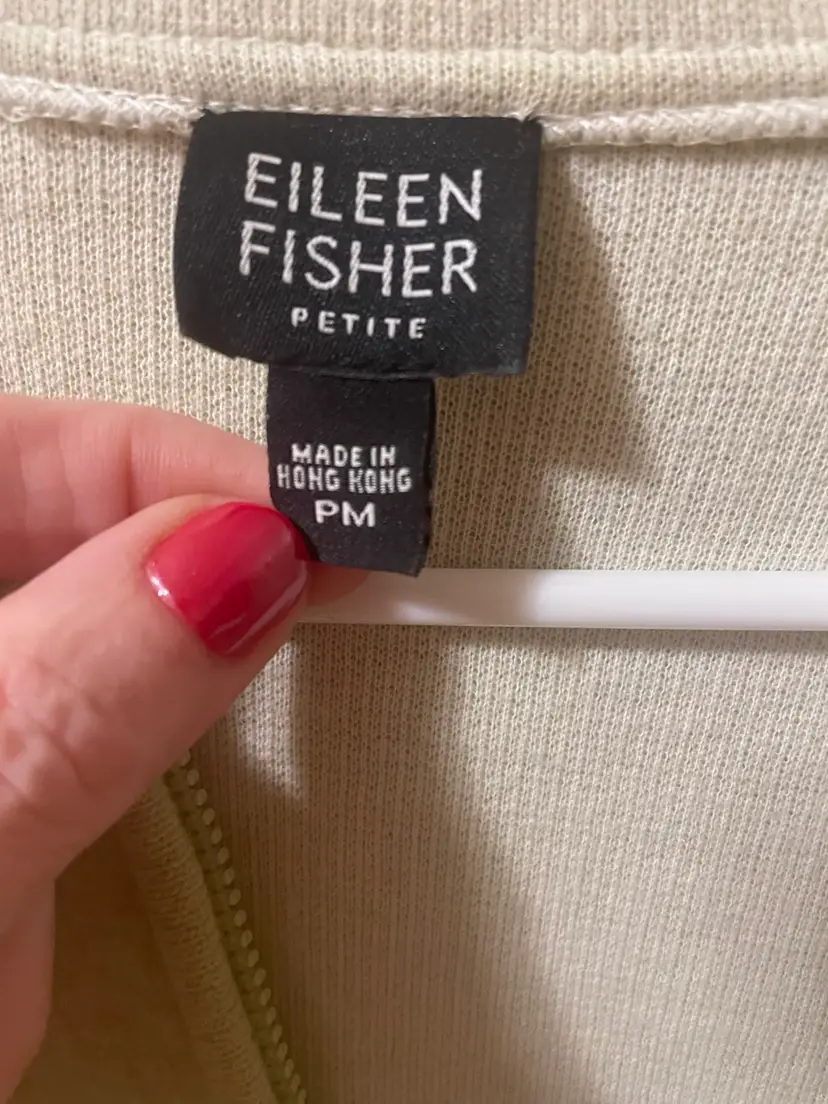 EILEEN
FISHER
PETITE
MADE IN
HONG KONG
PM